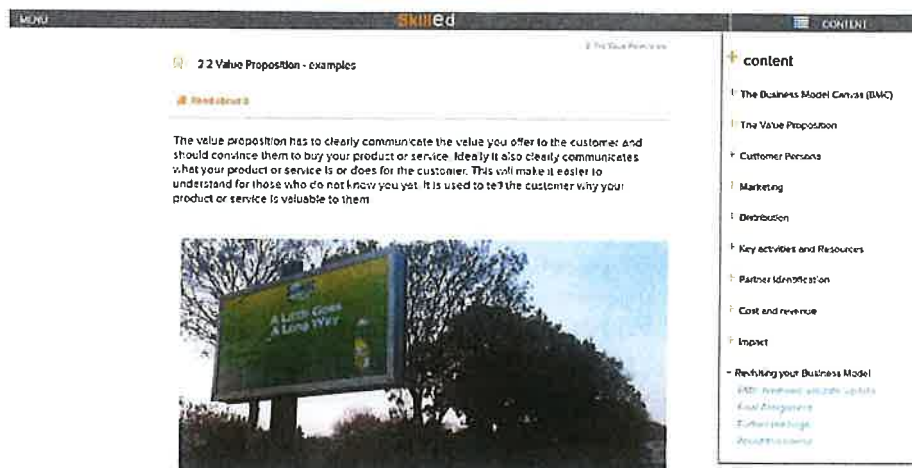 MENU
SkillEd
CONTENT
2.2 Value Proposition - examples
Read about it
The value proposition has to clearly communicate the value you offer to the customer and
should convince them to buy your product or service. Ideally it also clearly communicates
what your product or service is or does for the customer. This will make it easier to
understand for those who do not know you yet. It is used to tell the customer why your
product or service is valuable to them
A Little Goes
A Long Way
content
The Business Model Canvas (BMC)
The Value Proposition
Customer Persona
Marketing
Distribution
Key activities and Resources
Partner Identification
Cost and revenue
Impact
Revisiting your Business Model
Final Assignment